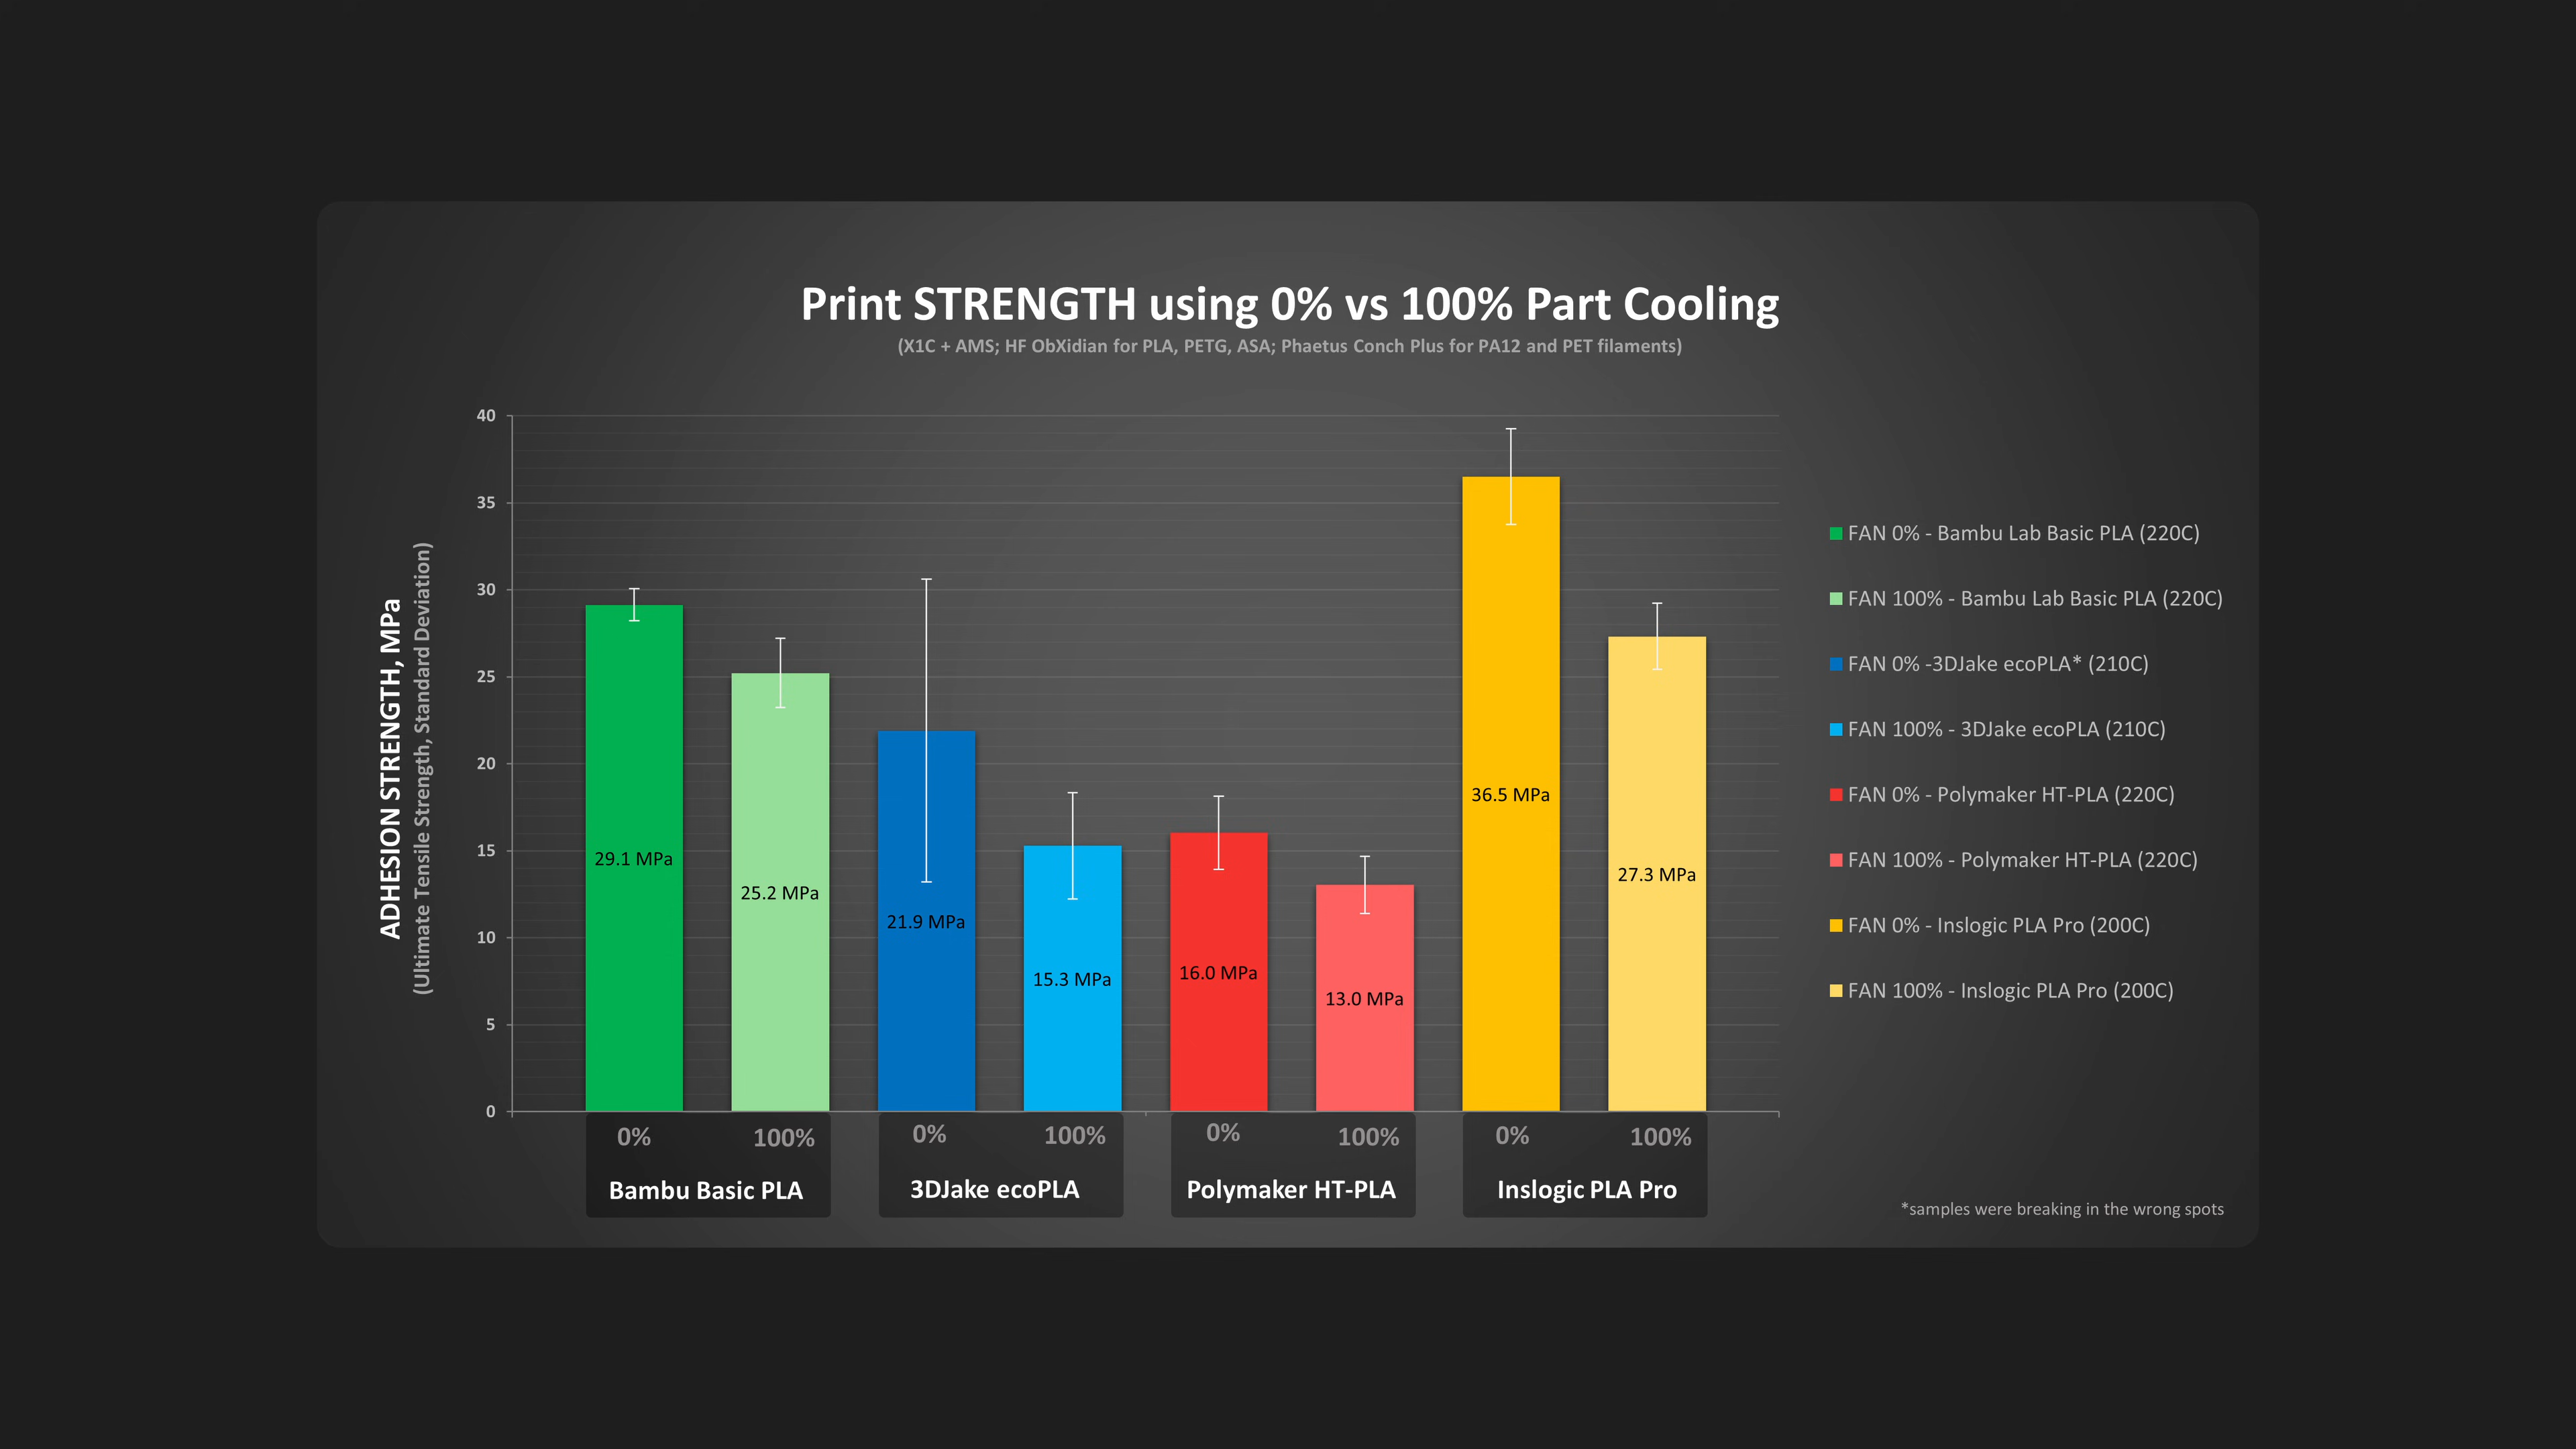 Print STRENGTH using 0% vs 100% Part Cooling
(X1C + AMS; HF ObXidian for PLA, PETG, ASA; Phaetus Conch Plus for PA12 and PET filaments)
ADHESION STRENGTH, MPa
(Ultimate Tensile Strength, Standard Deviation)
40
35
30
25
20
15
10
5
0
29.1 MPa
25.2 MPa
21.9 MPa
15.3 MPa
16.0 MPa
13.0 MPa
36.5 MPa
27.3 MPa
0% 100%
Bambu Basic PLA
0% 100%
3DJake ecoPLA
0% 100%
Polymaker HT-PLA
0% 100%
Inslogic PLA Pro
FAN 0% - Bambu Lab Basic PLA (220C)
FAN 100% - Bambu Lab Basic PLA (220C)
FAN 0% -3DJake ecoPLA* (210C)
FAN 100% - 3DJake ecoPLA (210C)
FAN 0% - Polymaker HT-PLA (220C)
FAN 100% - Polymaker HT-PLA (220C)
FAN 0% - Inslogic PLA Pro (200C)
FAN 100% - Inslogic PLA Pro (200C)
*samples were breaking in the wrong spots